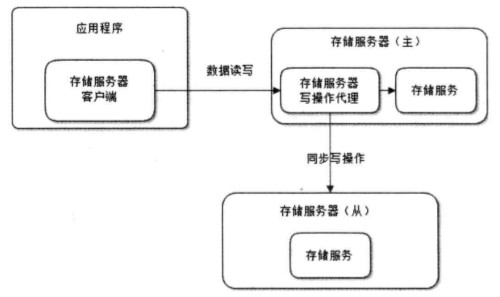 应用程序
存储服务器
客户端
数据读写
存储服务器（主）
存储服务器
写操作代理
存储服务
同步写操作
存储服务器（从）
存储服务